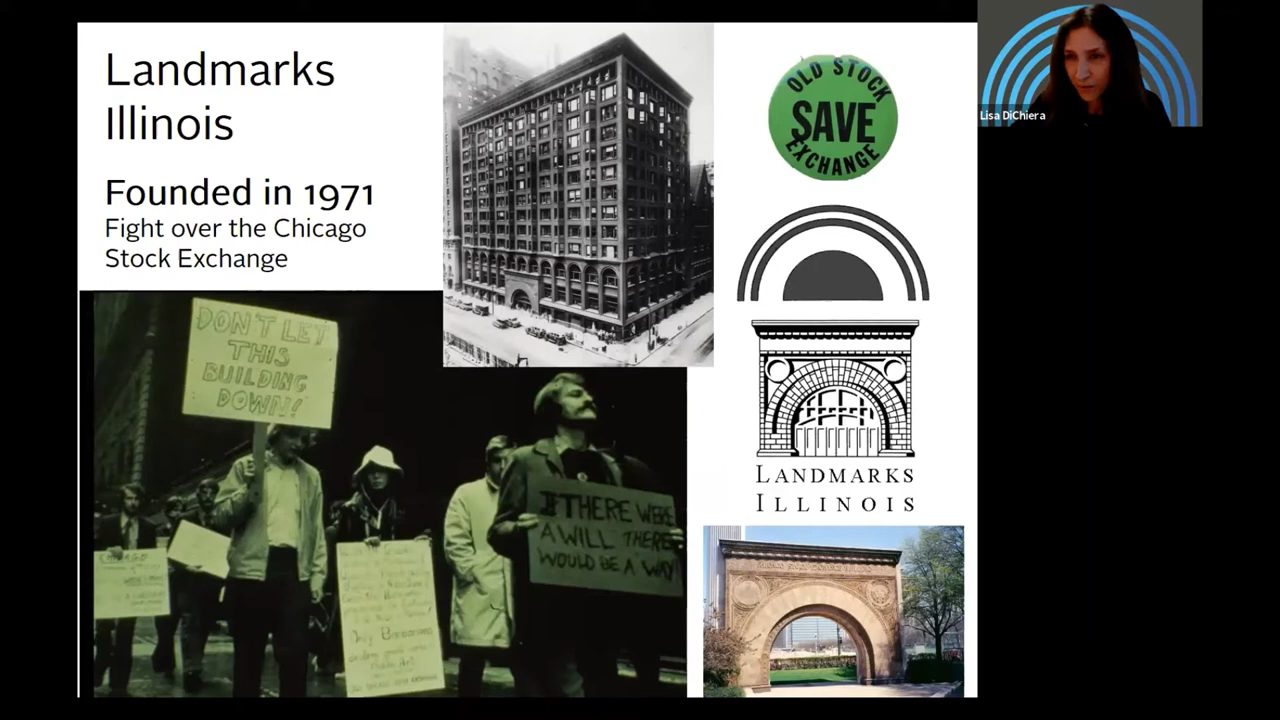 Landmarks
Illinois
Founded in 1971
Fight over the Chicago
Stock Exchange
OLD STOCK
SAVE
EXCHANGE
Lisa DiChiera
DON'T LET
THIS
BUILDING
DOWN!
IF THERE WERE
A WILL THERE
WOULD BE A WAY
LANDMARKS
ILLINOIS